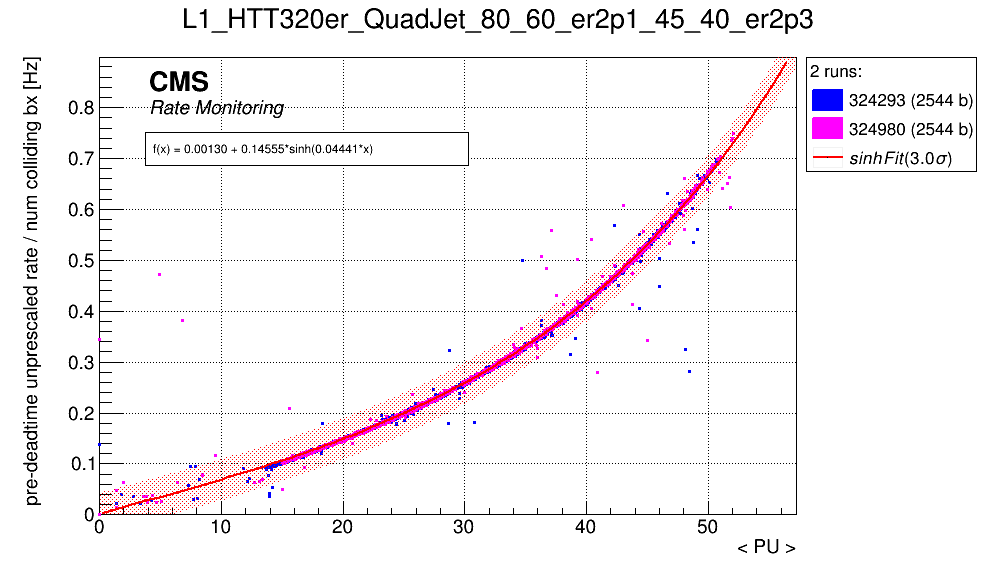 L1_HTT320er_QuadJet_80_60_er2p1_45_40_er2p3
pre-deadtime unprescaled rate / num colliding bx [Hz]
CMS
Rate Monitoring
f(x) = 0.00130 + 0.14555*sinh(0.04441*x)
2 runs:
324293 (2544 b)
324980 (2544 b)
sinhFit(3.0σ)
0.8
0.7
0.6
0.5
0.4
0.3
0.2
0.1
0
0 10 20 30 40 50
< PU >